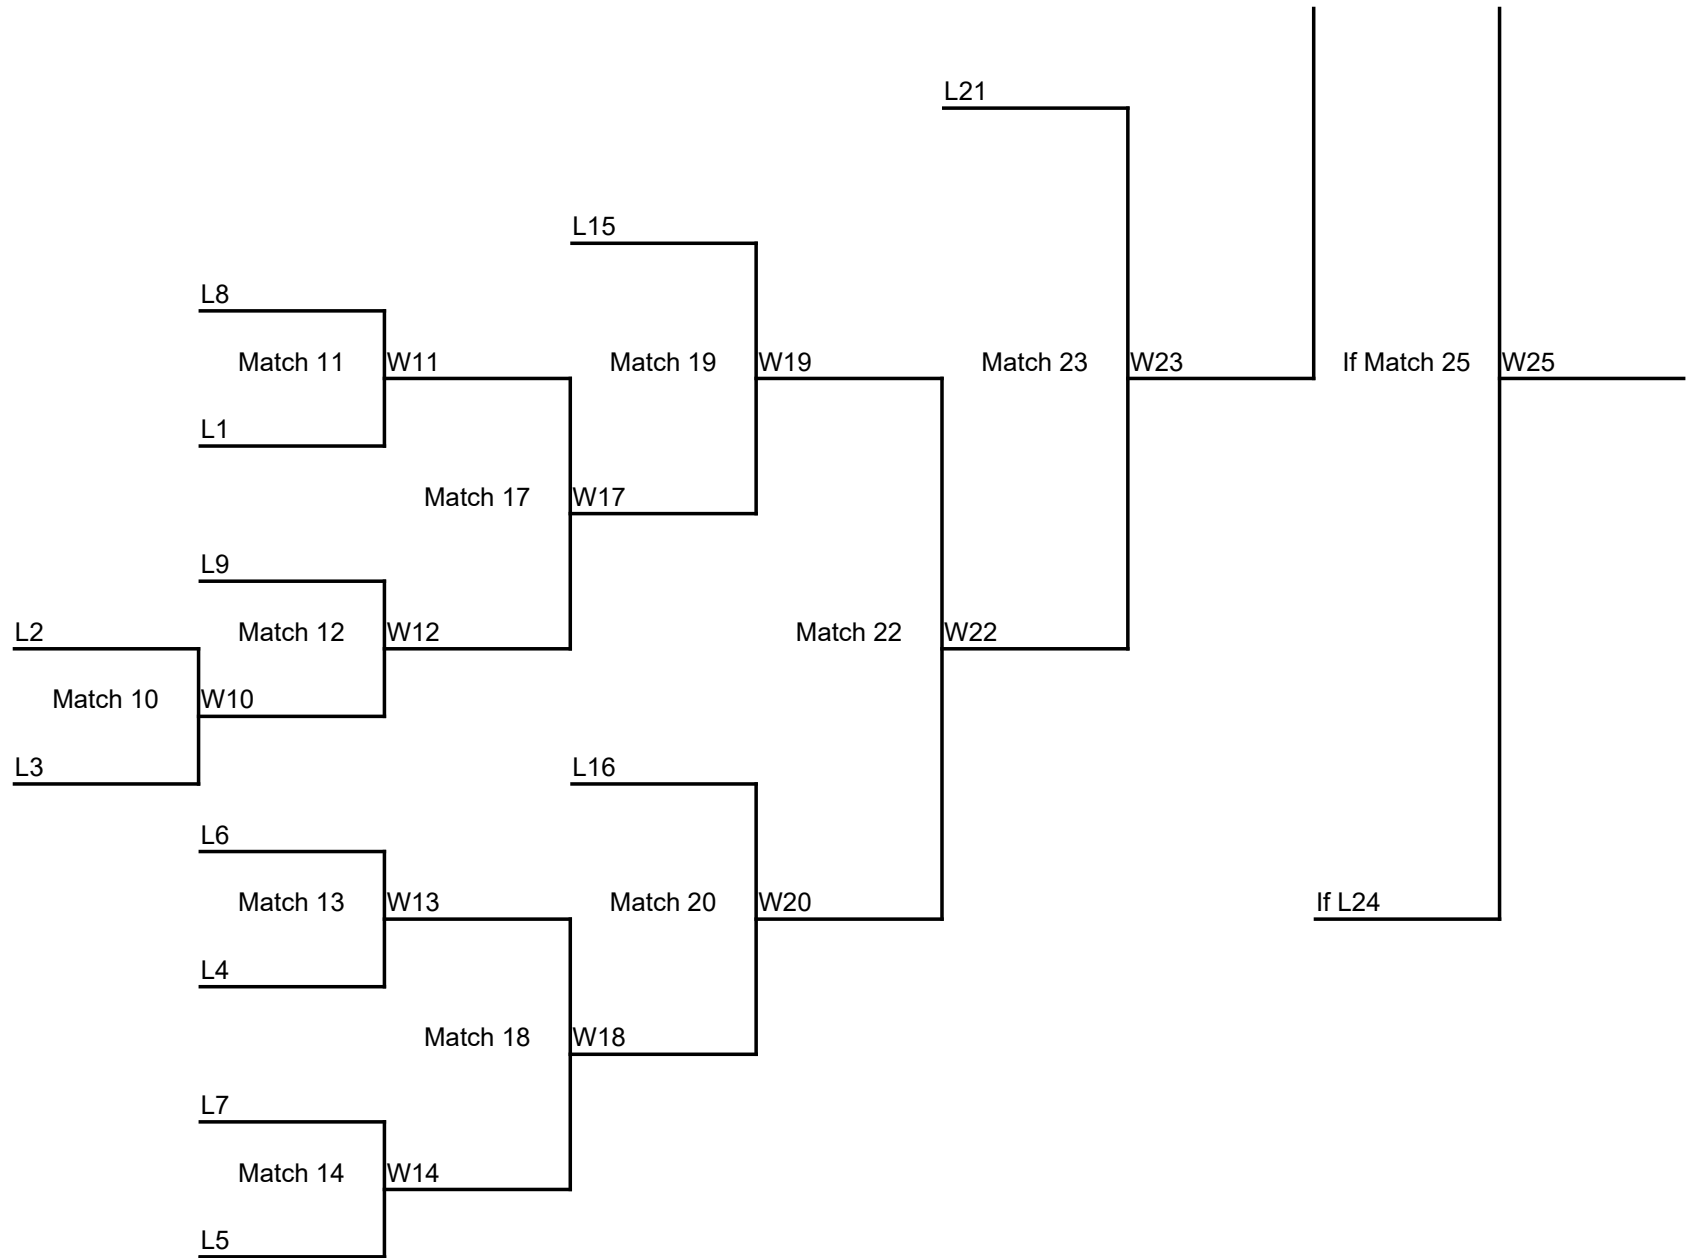 L21
L15
L8
Match 11
W11
Match 19
W19
Match 23
W23
If Match 25
W25
L1
Match 17
W17
L9
L2
Match 12
W12
Match 22
W22
Match 10
W10
L3
L16
L6
Match 13
W13
Match 20
W20
If L24
L4
Match 18
W18
L7
Match 14
W14
L5